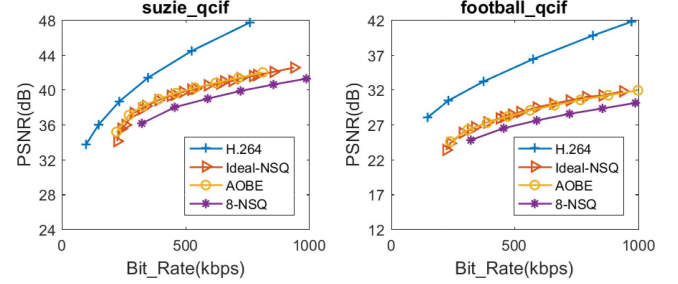 suzie_qcif
48
44
40
36
32
28
24
0
500
1000
PSNR(dB)
Bit_Rate(kbps)
H.264
Ideal-NSQ
AOBE
8-NSQ
football_qcif
42
37
32
27
22
17
12
0
500
1000
PSNR(dB)
Bit_Rate(kbps)
H.264
Ideal-NSQ
AOBE
8-NSQ